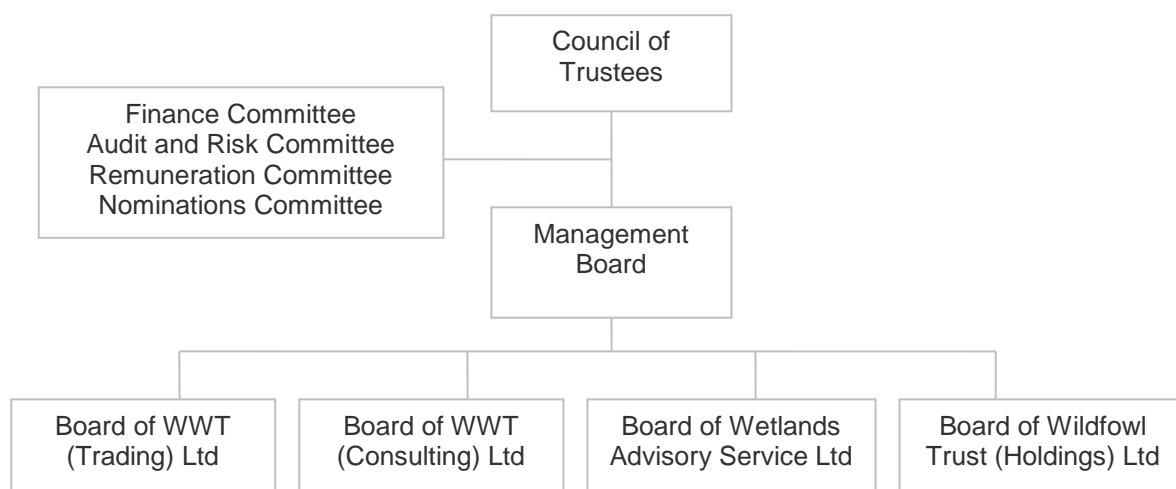 Council of
Trustees
Finance Committee
Audit and Risk Committee
Remuneration Committee
Nominations Committee
Management
Board
Board of WWT
(Trading) Ltd
Board of WWT
(Consulting) Ltd
Board of Wetlands
Advisory Service Ltd
Board of Wildfowl
Trust (Holdings) Ltd